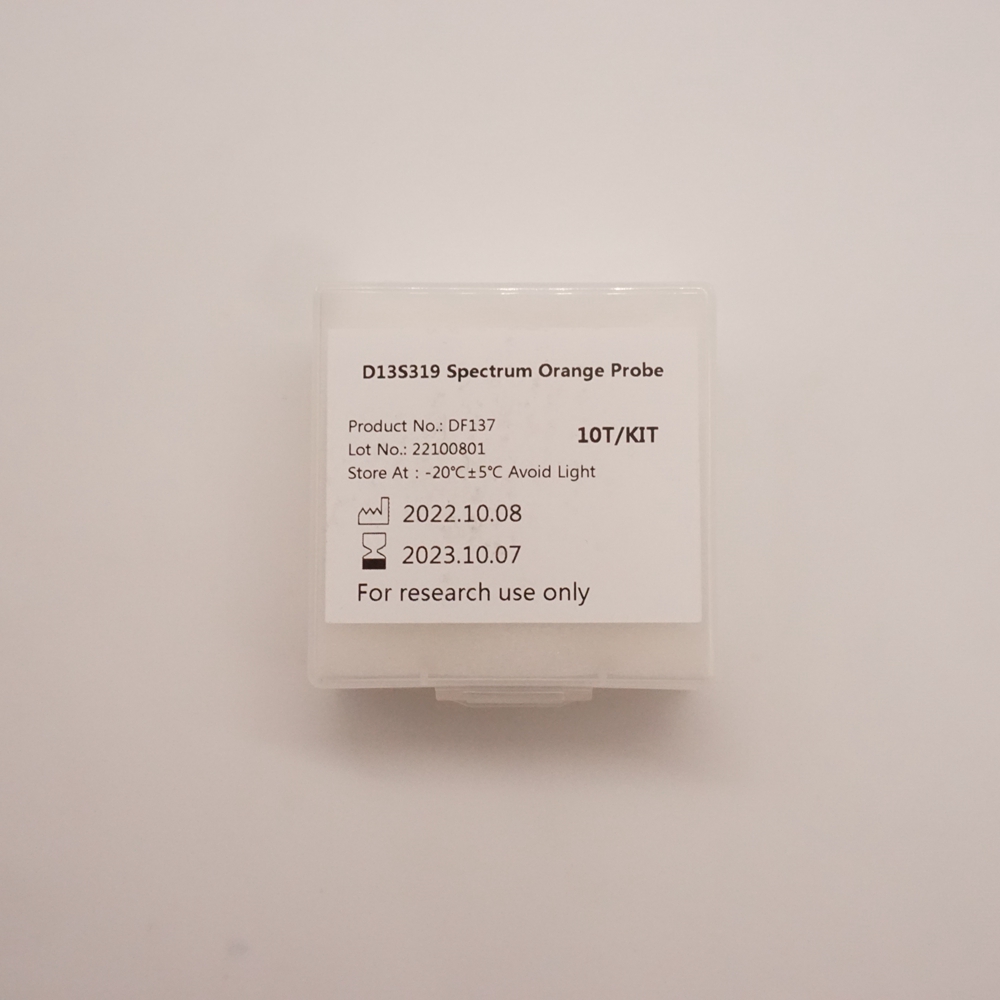 D13S319 Spectrum Orange Probe
Product No.: DF137
10T/KIT
Lot No.: 22100801
Store At : -20℃±5℃ Avoid Light
2022.10.08
2023.10.07
For research use only